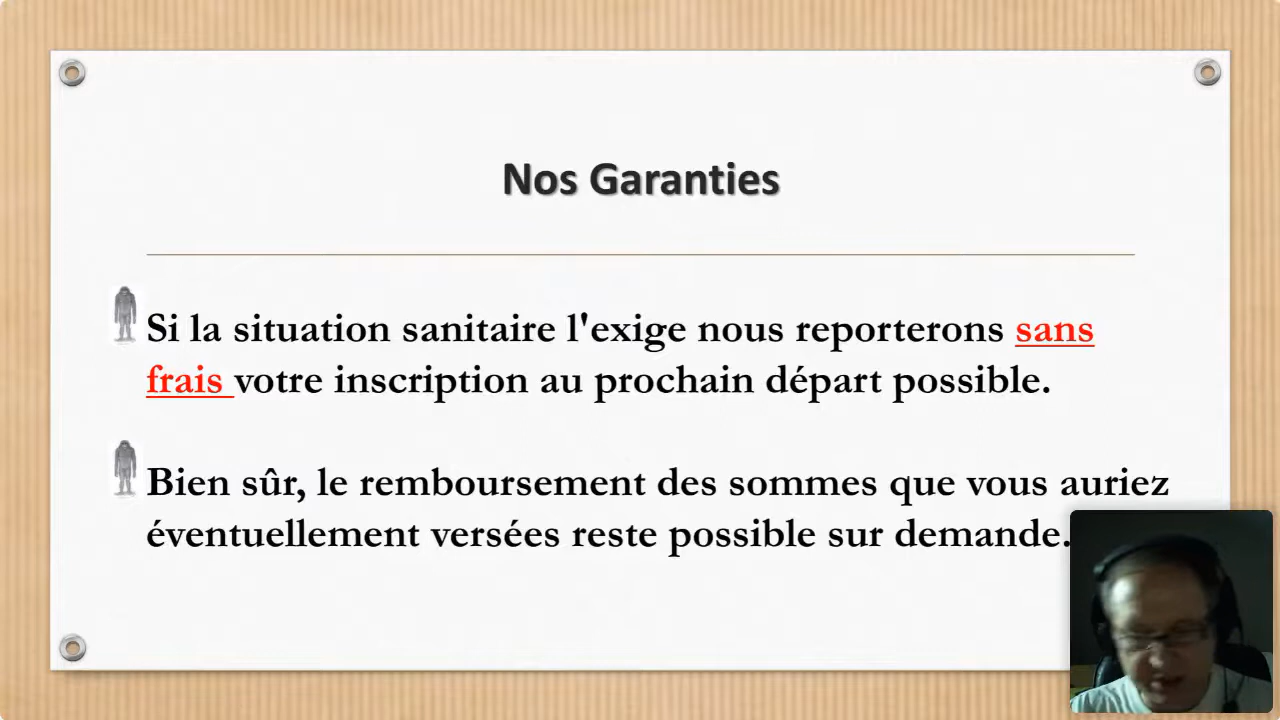 Nos Garanties
Si la situation sanitaire l'exige nous reporterons sans
frais votre inscription au prochain départ possible.
Bien sûr, le remboursement des sommes que vous auriez
éventuellement versées reste possible sur demande.